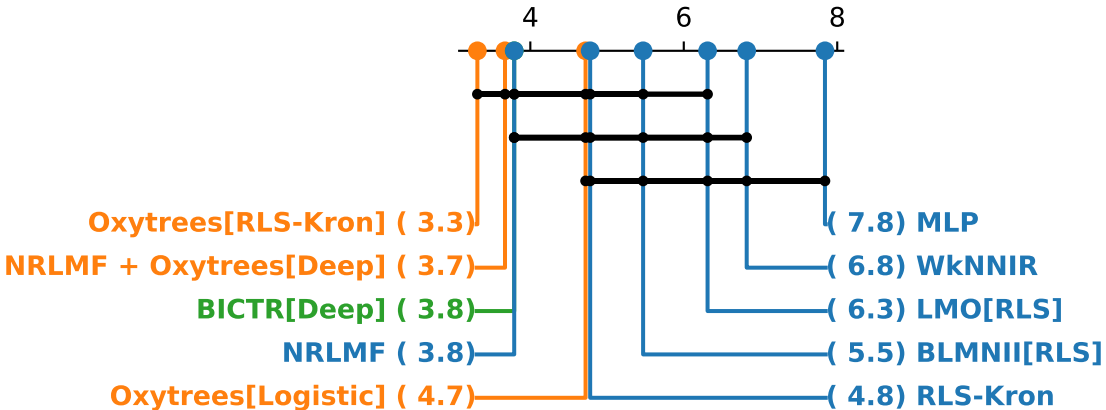 4 6 8
Oxytrees[RLS-Kron] ( 3.3) ( 7.8) MLP
NRLMF + Oxytrees[Deep] ( 3.7) ( 6.8) WkNNIR
BICTR[Deep] ( 3.8) ( 6.3) LMO[RLS]
NRLMF ( 3.8) ( 5.5) BLMNII[RLS]
Oxytrees[Logistic] ( 4.7) ( 4.8) RLS-Kron